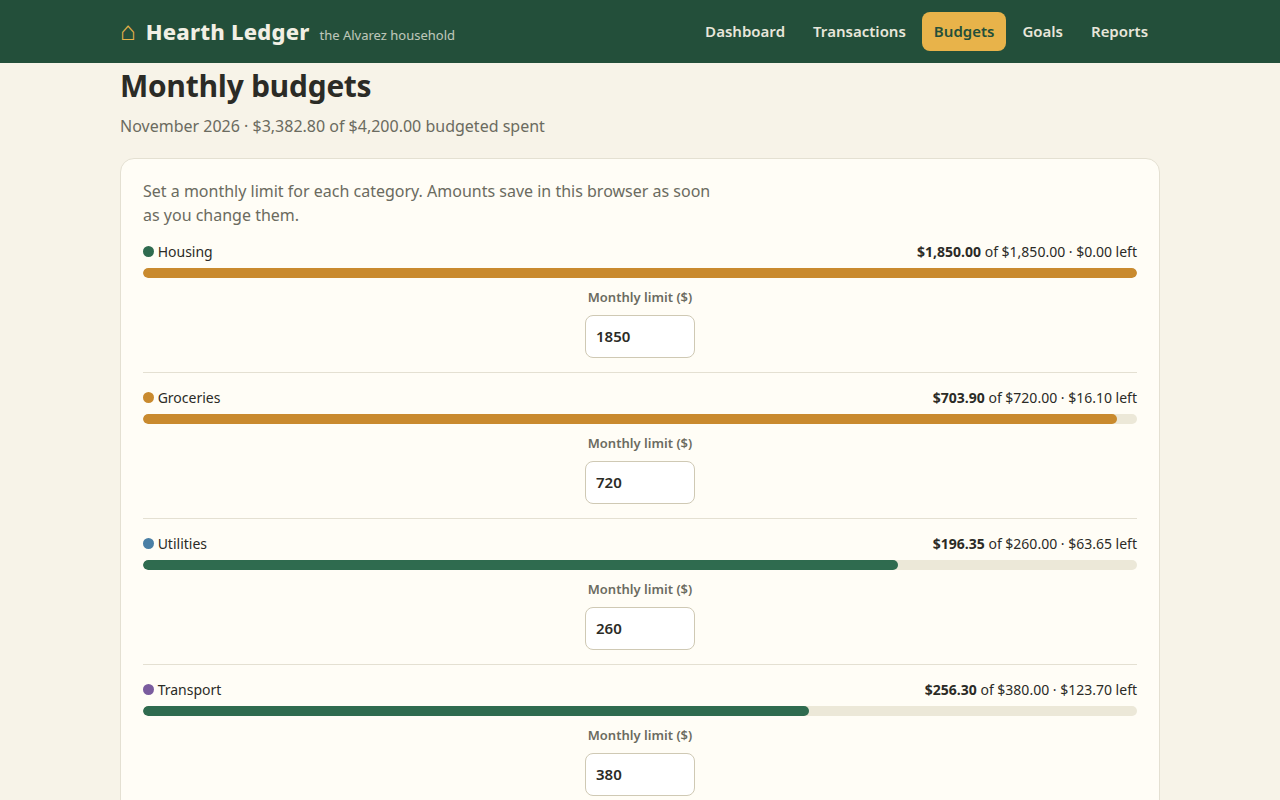 ⌂ Hearth Ledger the Alvarez household
Dashboard Transactions Budgets Goals Reports
Monthly budgets
November 2026 · $3,382.80 of $4,200.00 budgeted spent
Set a monthly limit for each category. Amounts save in this browser as soon
as you change them.
Housing $1,850.00 of $1,850.00 · $0.00 left
Monthly limit ($)
1850
Groceries $703.90 of $720.00 · $16.10 left
Monthly limit ($)
720
Utilities $196.35 of $260.00 · $63.65 left
Monthly limit ($)
260
Transport $256.30 of $380.00 · $123.70 left
Monthly limit ($)
380